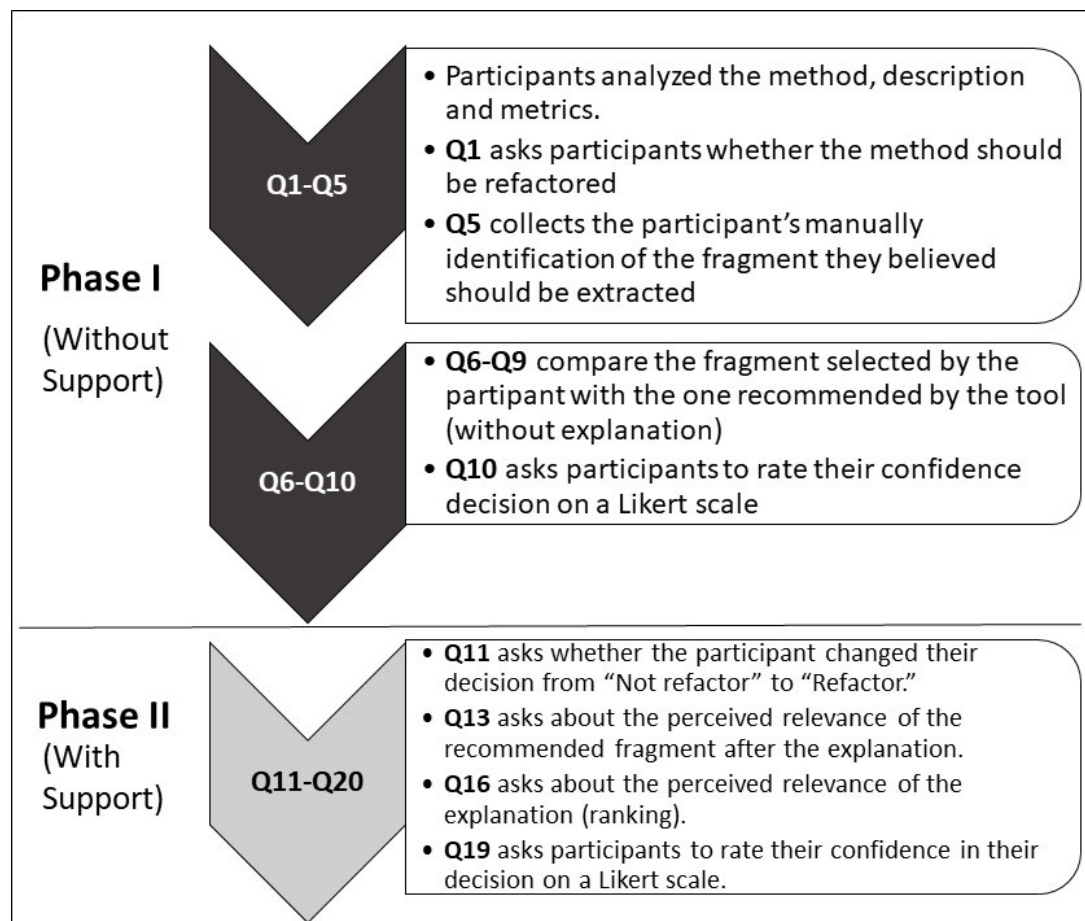 • Participants analyzed the method, description
and metrics.
• Q1 asks participants whether the method should
be refactored
Q1-Q5
• Q5 collects the participant's manually
identification of the fragment they believed
should be extracted
Phase I
(Without
Support)
• Q6-Q9 compare the fragment selected by the
partipant with the one recommended by the tool
(without explanation)
Q6-Q10
• Q10 asks participants to rate their confidence
decision on a Likert scale
• Q11 asks whether the participant changed their
decision from “Not refactor” to “Refactor.”
Phase II
(With
Support)
• Q13 asks about the perceived relevance of the
recommended fragment after the explanation.
Q11-Q20
• Q16 asks about the perceived relevance of the
explanation (ranking).
• Q19 asks participants to rate their confidence in their
decision on a Likert scale.